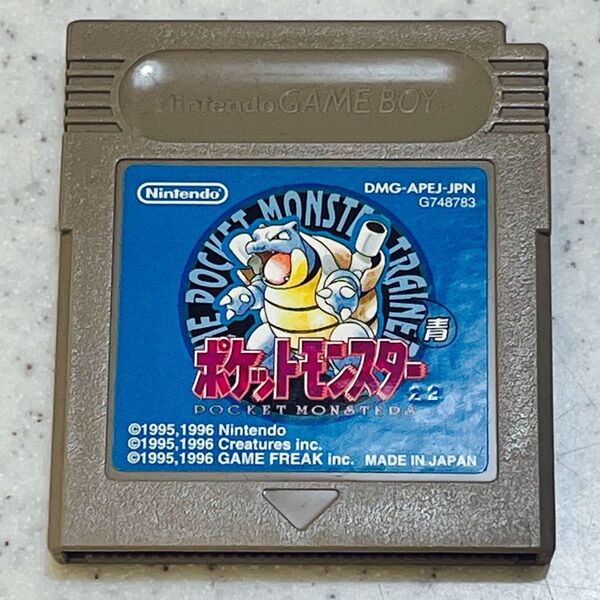 Nintendo GAME BOY TM
Nintendo
DMG-APEJ-JPN
G748783
THE POCKET MONSTER TRAINER
青
ポケットモンスター
22
POCKET MONSTERS
©1995,1996 Nintendo
©1995,1996 Creatures inc.
©1995,1996 GAME FREAK inc. MADE IN JAPAN